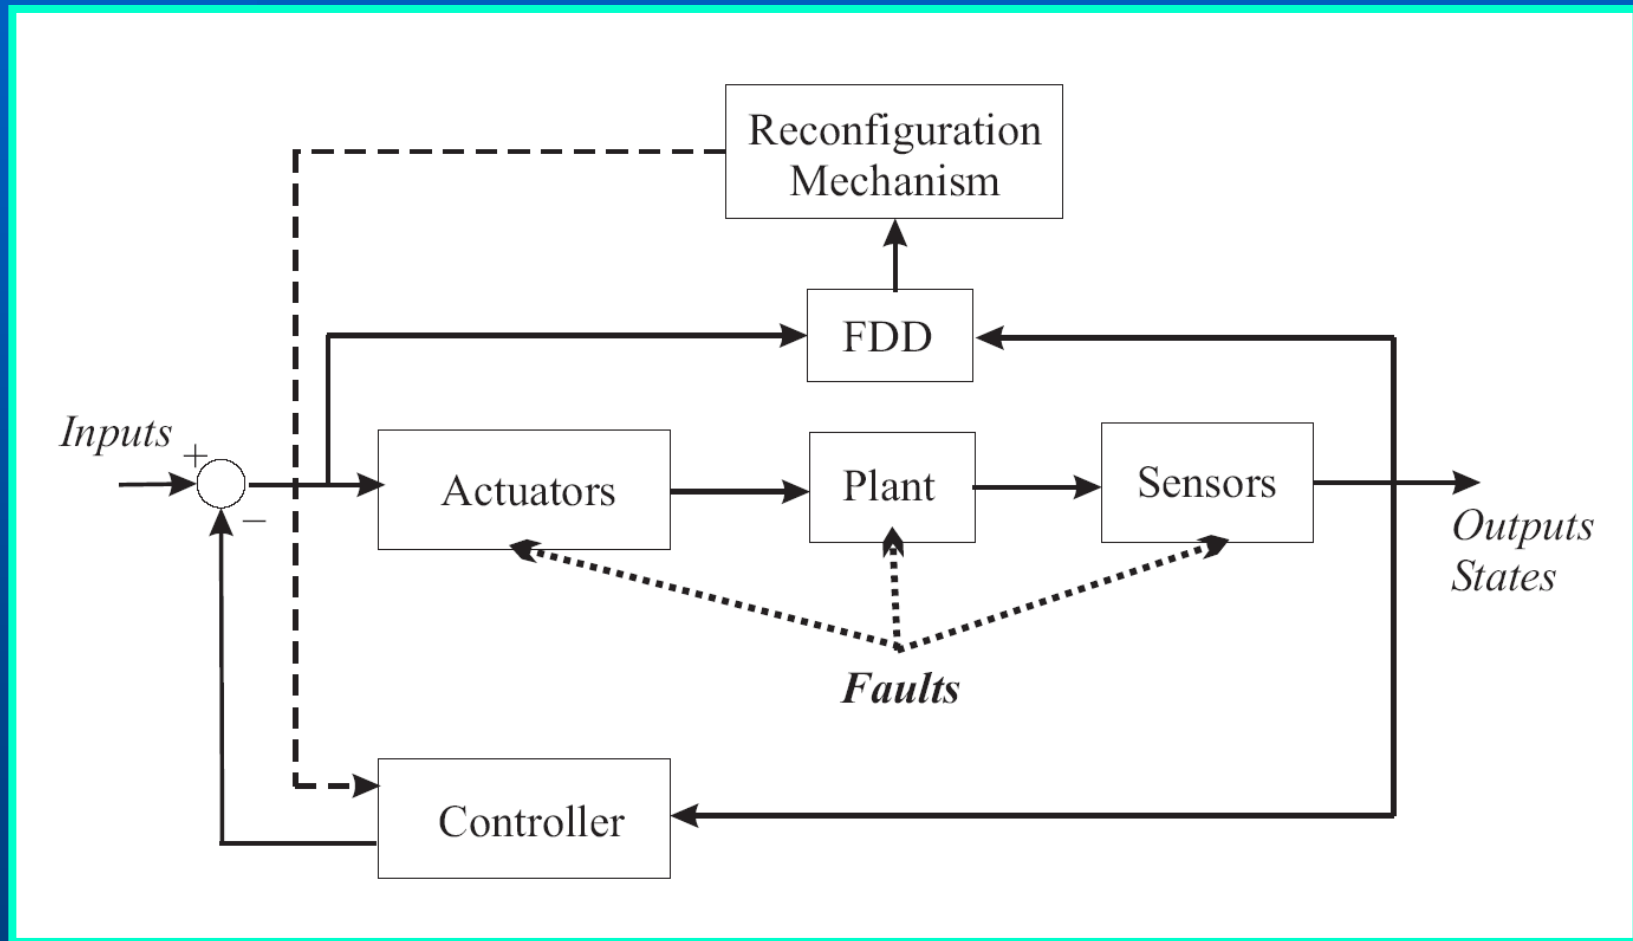 Reconfiguration
Mechanism
FDD
Inputs
+
Actuators
Plant
Sensors
−
Outputs
States
Faults
Controller